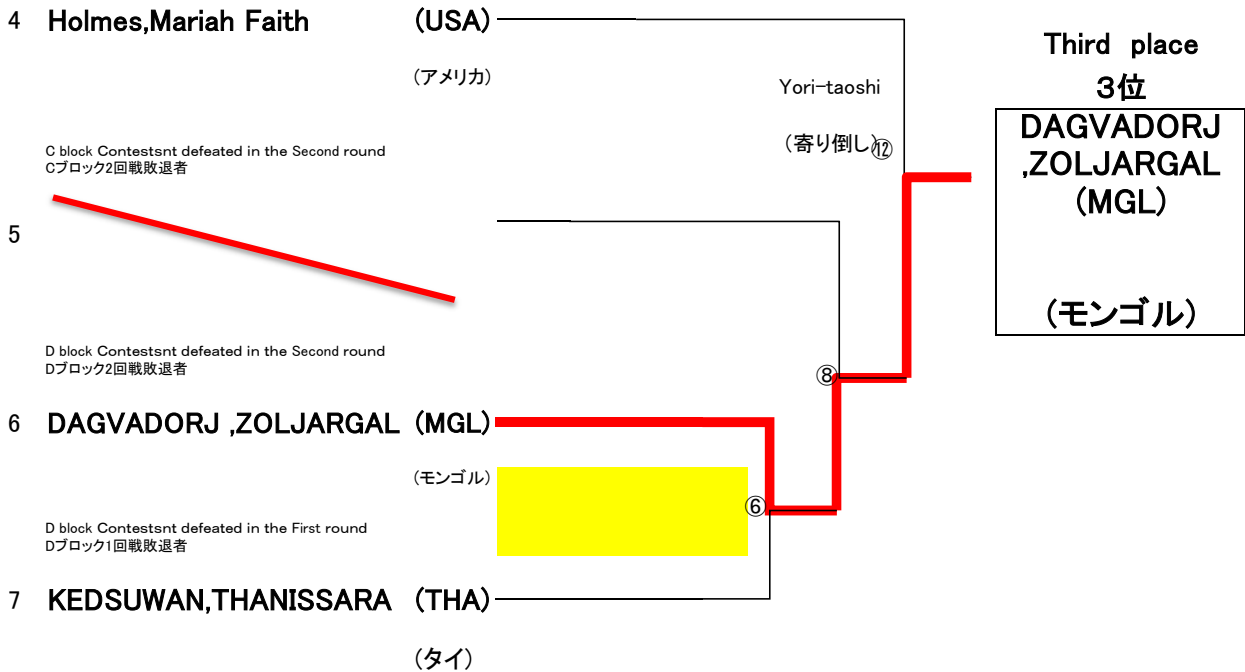 4 Holmes,Mariah Faith (USA)
(アメリカ)
Yori-taoshi
(寄り倒し)⑫
C block Contestsnt defeated in the Second round
Cブロック2回戦敗退者
5
D block Contestsnt defeated in the Second round
Dブロック2回戦敗退者
⑧
6 DAGVADORJ ,ZOLJARGAL (MGL)
(モンゴル)
⑥
D block Contestsnt defeated in the First round
Dブロック1回戦敗退者
7 KEDSUWAN,THANISSARA (THA)
(タイ)
Third place
3位
DAGVADORJ
,ZOLJARGAL
(MGL)
(モンゴル)